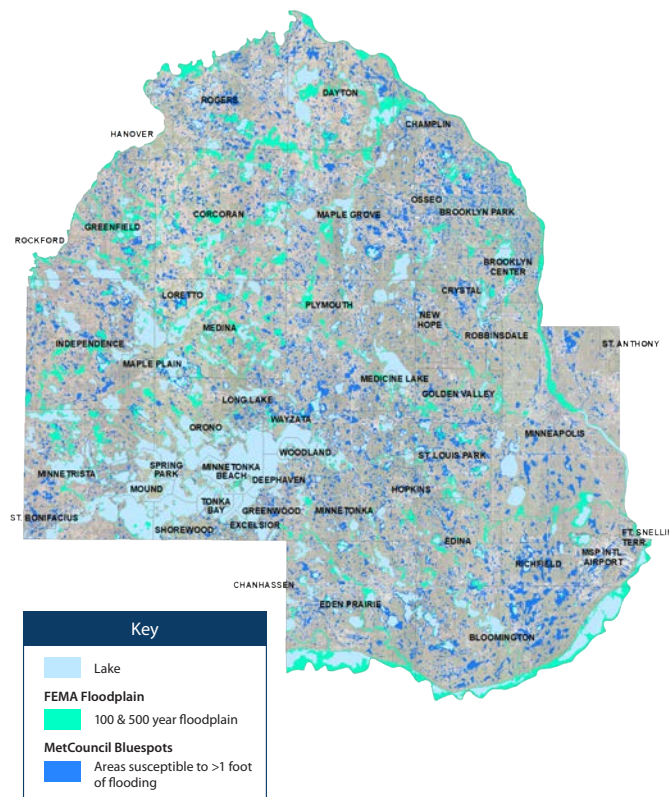 DAYTON
ROGERS
CHAMPLIN
HANOVER
OSSEO
BROOKLYN PARK
CORCORAN
MAPLE GROVE
GREENFIELD
ROCKFORD
BROOKLYN
CENTER
CRYSTAL
LORETTO
PLYMOUTH
NEW
HOPE
MEDINA
ROBBINSDALE
INDEPENDENCE
ST. ANTHONY
MAPLE PLAIN
MEDICINE LAKE
GOLDEN VALLEY
LONG LAKE
WAYZATA
ORONO
MINNEAPOLIS
WOODLAND
ST. LOUIS PARK
SPRING
PARK
MINNETONKA
BEACH
MINNETRISTA
DEEPHAVEN
MOUND
HOPKINS
TONKA
BAY
GREENWOOD
MINNETONKA
ST. BONIFACIUS
EXCELSIOR
SHOREWOOD
FT. SNELLIN
TERR.
EDINA
MSP INTL
AIRPORT
RICHFIELD
CHANHASSEN
EDEN PRAIRIE
BLOOMINGTON
Key
Lake
FEMA Floodplain
100 & 500 year floodplain
MetCouncil Bluespots
Areas susceptible to >1 foot
of flooding